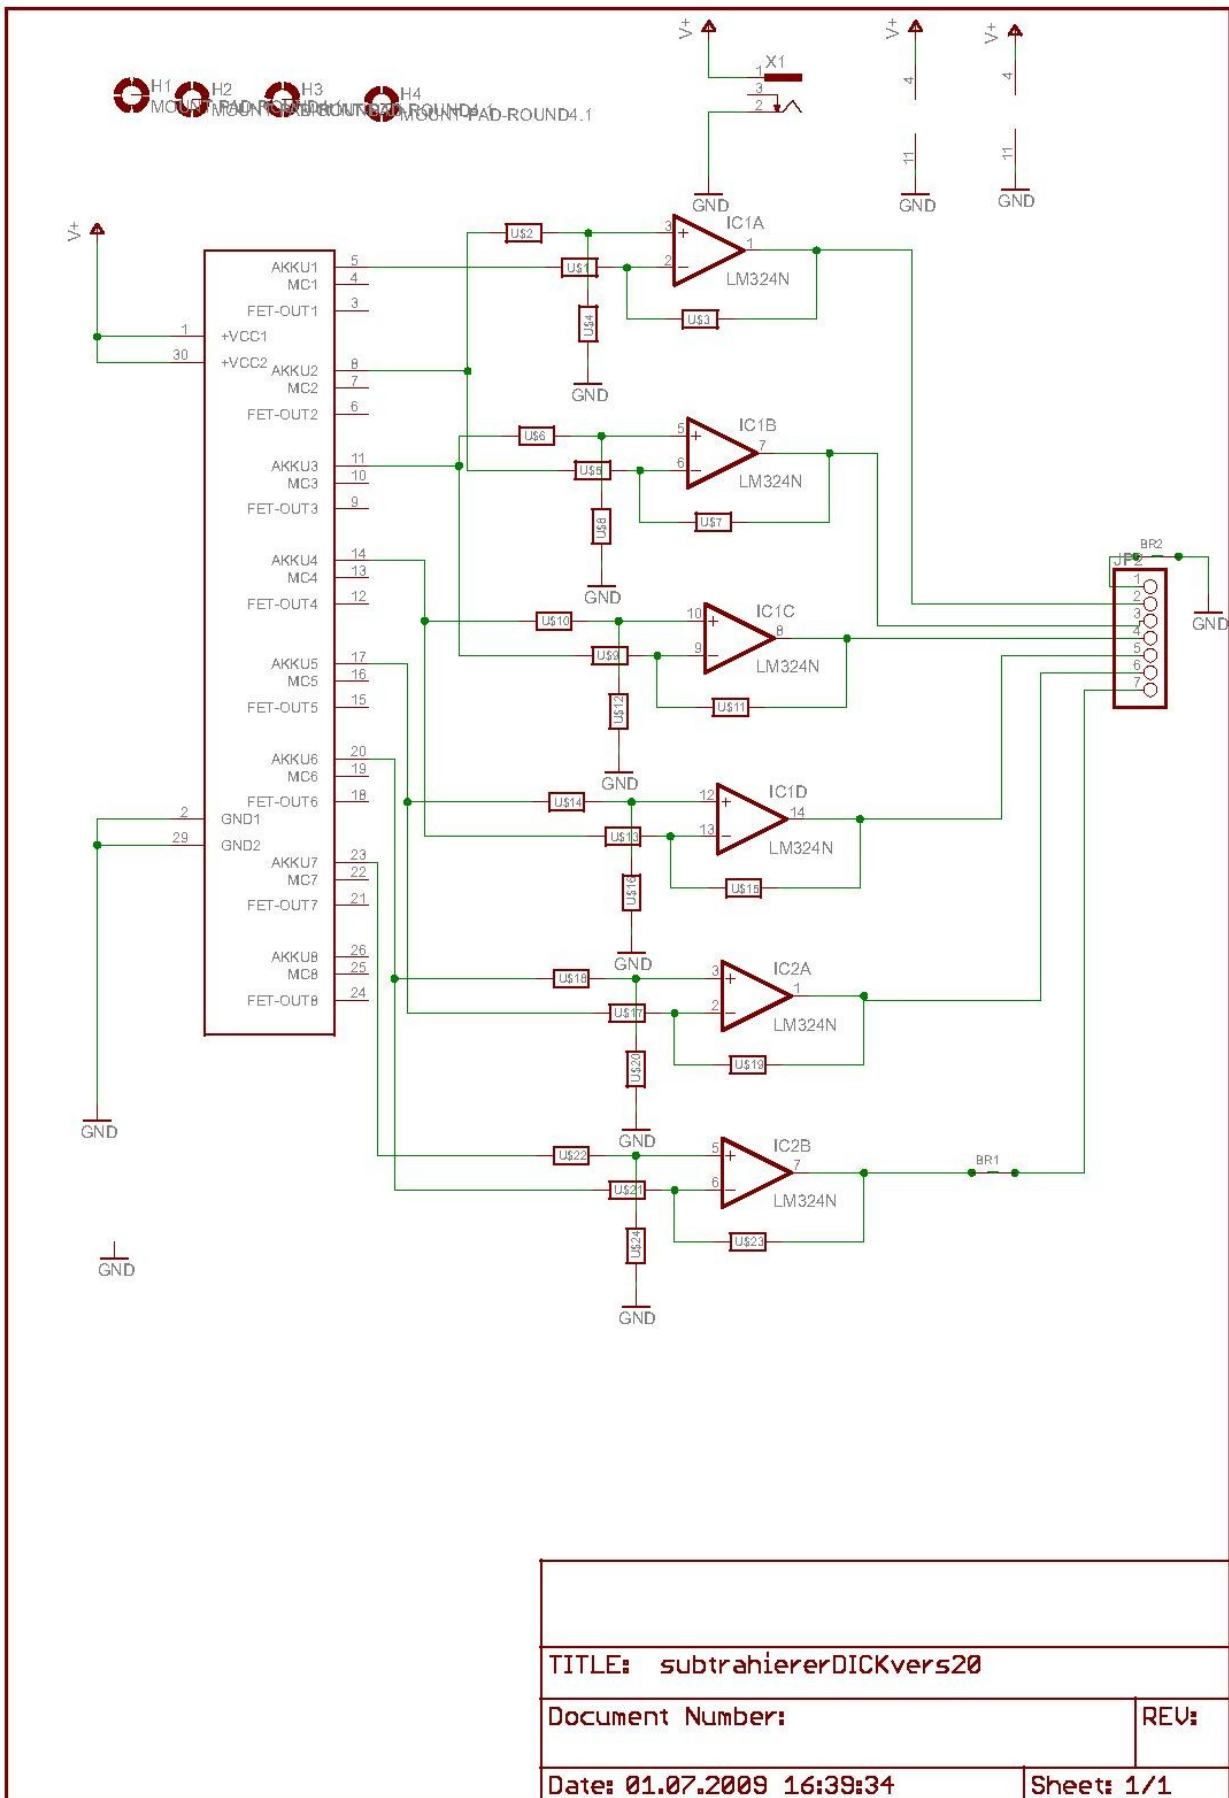 V+
V+
V+
X1
1
3
2
4
4
11
11
GND
GND
GND
H1
H2
H3
H4
MOUNT-PAD-ROUND4.1
V+
AKKU1 5
MC1 4
FET-OUT1 3
1 +VCC1
30 +VCC2
AKKU2 8
MC2 7
FET-OUT2 6
AKKU3 11
MC3 10
FET-OUT3 9
AKKU4 14
MC4 13
FET-OUT4 12
AKKU5 17
MC5 16
FET-OUT5 15
AKKU6 20
MC6 19
FET-OUT6 18
2 GND1
29 GND2
AKKU7 23
MC7 22
FET-OUT7 21
AKKU8 26
MC8 25
FET-OUT8 24
GND
GND
U$2
U$1
U$4
U$3
3 +
2 −
1
IC1A
LM324N
GND
U$6
U$5
U$8
U$7
5 +
6 −
7
IC1B
LM324N
GND
U$10
U$9
U$12
U$11
10 +
9 −
8
IC1C
LM324N
GND
U$14
U$13
U$16
U$15
12 +
13 −
14
IC1D
LM324N
GND
U$18
U$17
U$20
U$19
3 +
2 −
1
IC2A
LM324N
GND
U$22
U$21
U$24
U$23
5 +
6 −
7
IC2B
LM324N
GND
BR1
BR2
JP2
1
2
3
4
5
6
7
GND
TITLE: subtrahiererDICKvers20
Document Number:
REV:
Date: 01.07.2009 16:39:34
Sheet: 1/1